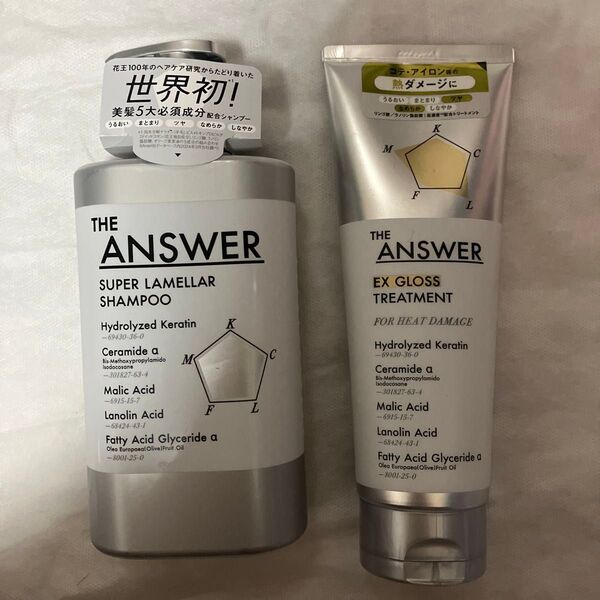 花王100年のヘアケア研究からたどり着いた
世界初!
美髪5大必須成分配合シャンプー
うるおい まとまり ツヤ なめらか しなやか
THE
ANSWER
SUPER LAMELLAR
SHAMPOO
Hydrolyzed Keratin
—69430-36-0
Ceramide α
Bis-Methoxypropylamido
Isodocosane
—301827-63-4
Malic Acid
—6915-15-7
Lanolin Acid
—68424-43-1
Fatty Acid Glyceride α
Olea Europaea(Olive)Fruit Oil
—8001-25-0
K
M
C
F
L
コテ・アイロン等の
熱ダメージに
うるおい まとまり ツヤ
なめらか しなやか
K
M
C
F
L
THE
ANSWER
EX GLOSS
TREATMENT
FOR HEAT DAMAGE
Hydrolyzed Keratin
—69430-36-0
Ceramide α
Bis-Methoxypropylamido
Isodocosane
—301827-63-4
Malic Acid
—6915-15-7
Lanolin Acid
—68424-43-1
Fatty Acid Glyceride α
Olea Europaea(Olive)Fruit Oil
—8001-25-0